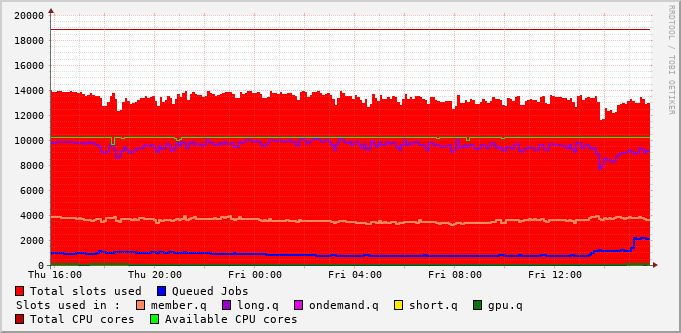 20000
18000
16000
14000
12000
10000
8000
6000
4000
2000
0
Thu 16:00 Thu 20:00 Fri 00:00 Fri 04:00 Fri 08:00 Fri 12:00
Total slots used Queued Jobs
Slots used in : member.q long.q ondemand.q short.q gpu.q
Total CPU cores Available CPU cores
RRDTOOL / TOBI OETIKER